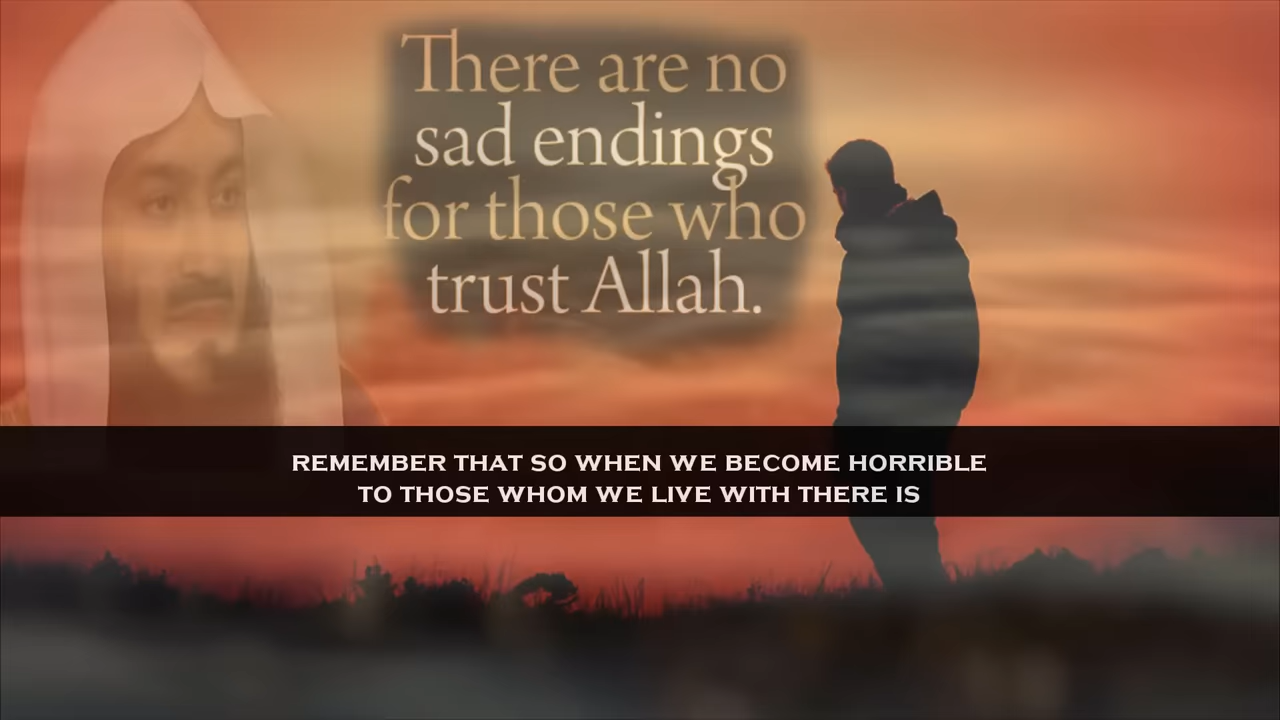 There are no
sad endings
for those who
trust Allah.
REMEMBER THAT SO WHEN WE BECOME HORRIBLE
TO THOSE WHOM WE LIVE WITH THERE IS